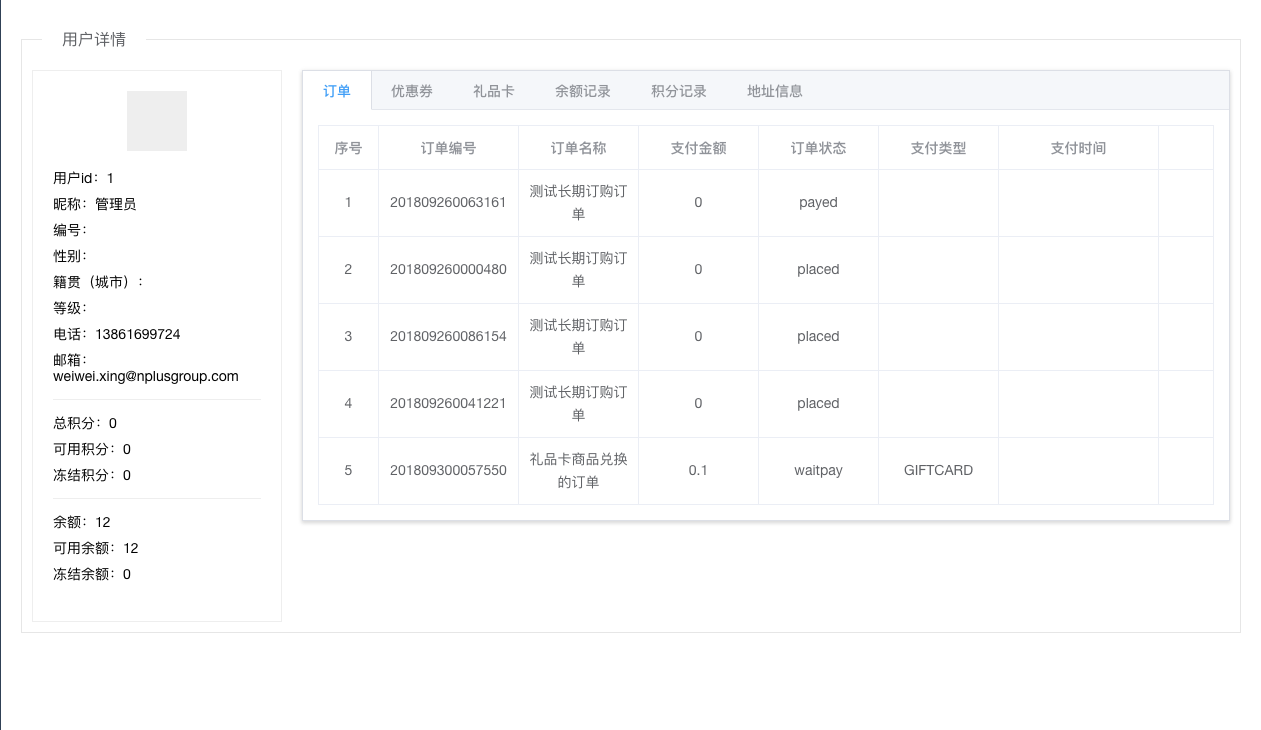 用户详情
用户id：1
昵称：管理员
编号：
性别：
籍贯（城市）：
等级：
电话：13861699724
邮箱：
weiwei.xing@nplusgroup.com
总积分：0
可用积分：0
冻结积分：0
余额：12
可用余额：12
冻结余额：0
订单 优惠券 礼品卡 余额记录 积分记录 地址信息
序号 订单编号 订单名称 支付金额 订单状态 支付类型 支付时间
1 201809260063161 测试长期订购订 0 payed
单
2 201809260000480 测试长期订购订 0 placed
单
3 201809260086154 测试长期订购订 0 placed
单
4 201809260041221 测试长期订购订 0 placed
单
5 201809300057550 礼品卡商品兑换 0.1 waitpay GIFTCARD
的订单